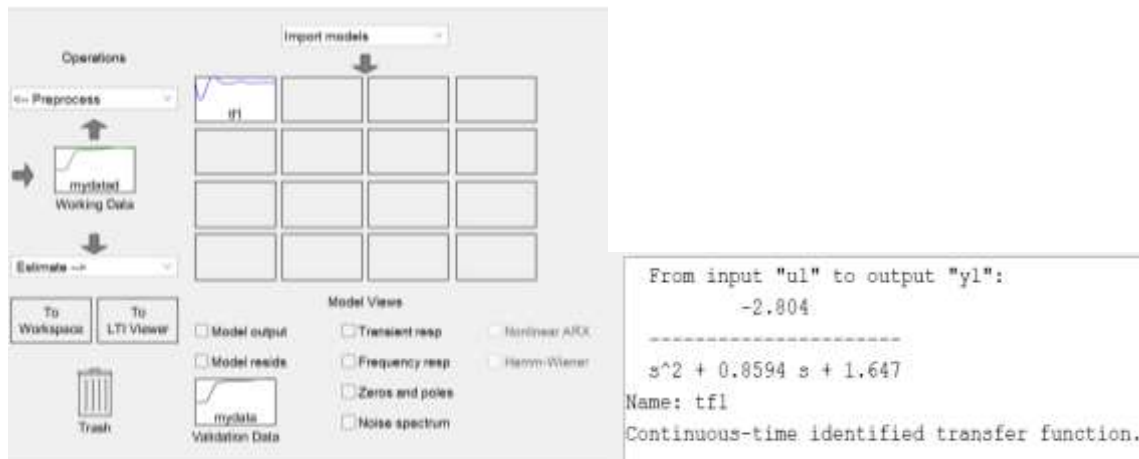 Import models
Operations
<-- Preprocess
tf1
mydated
Working Data
Estimate -->
To
Workspace
To
LTI Viewer
Model Views
Model output
Transient resp
Nonlinear ARX
Model resids
Frequency resp
Hamm-Wiener
Zeros and poles
Noise spectrum
mydata
Validation Data
Trash
From input "u1" to output "y1":
-2.804
----------------------
s^2 + 0.8594 s + 1.647
Name: tf1
Continuous-time identified transfer function.